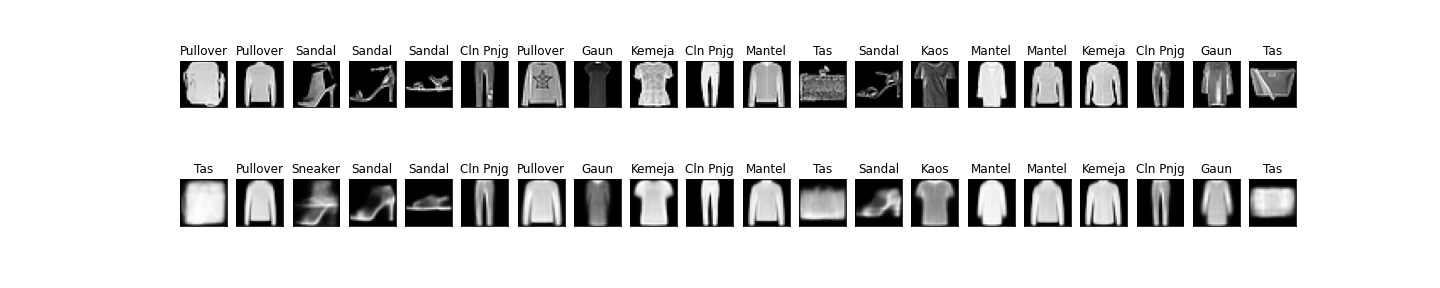 Pullover Pullover Sandal Sandal Sandal Cln Pnjg Pullover Gaun Kemeja Cln Pnjg Mantel Tas Sandal Kaos Mantel Mantel Kemeja Cln Pnjg Gaun Tas
Tas Pullover Sneaker Sandal Sandal Cln Pnjg Pullover Gaun Kemeja Cln Pnjg Mantel Tas Sandal Kaos Mantel Mantel Kemeja Cln Pnjg Gaun Tas